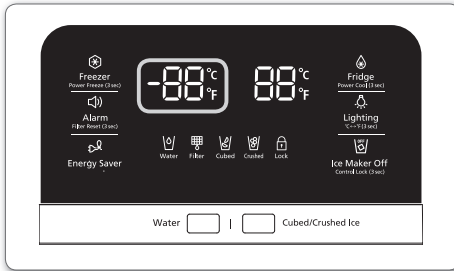 Freezer
Power Freeze (3 sec)
Alarm
Filter Reset (3 sec)
Energy Saver
-88 °C
°F
88 °C
°F
Water Filter Cubed Crushed Lock
Fridge
Power Cool (3 sec)
Lighting
°C↔°F (3 sec)
OFF
Ice Maker Off
Control Lock (3 sec)
Water | Cubed/Crushed Ice